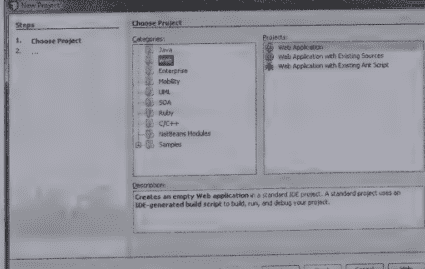 New Project
Steps
1. Choose Project
2. ...
Choose Project
Categories:
Java
Web
Enterprise
Mobility
UML
SOA
Ruby
C/C++
NetBeans Modules
Samples
Projects:
Web Application
Web Application with Existing Sources
Web Application with Existing Ant Script
Description:
Creates an empty Web application in a standard IDE project. A standard project uses an
IDE-generated build script to build, run, and debug your project.